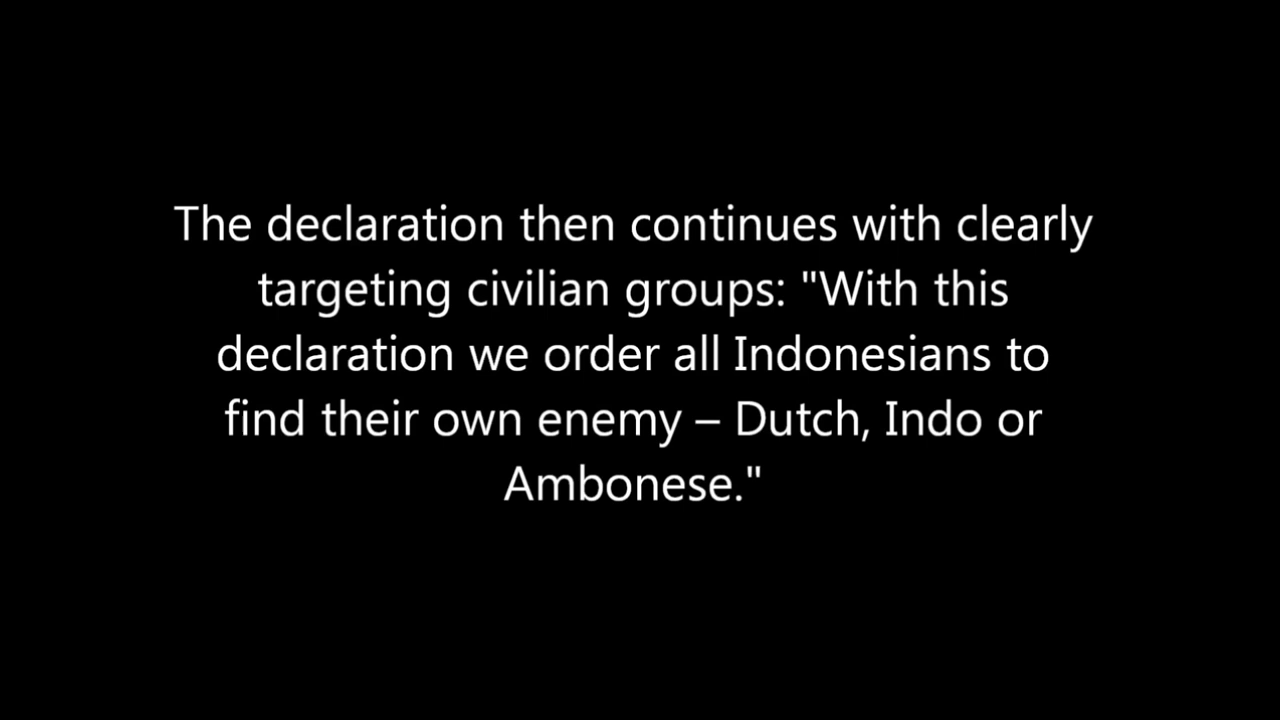 The declaration then continues with clearly
targeting civilian groups: "With this
declaration we order all Indonesians to
find their own enemy – Dutch, Indo or
Ambonese."